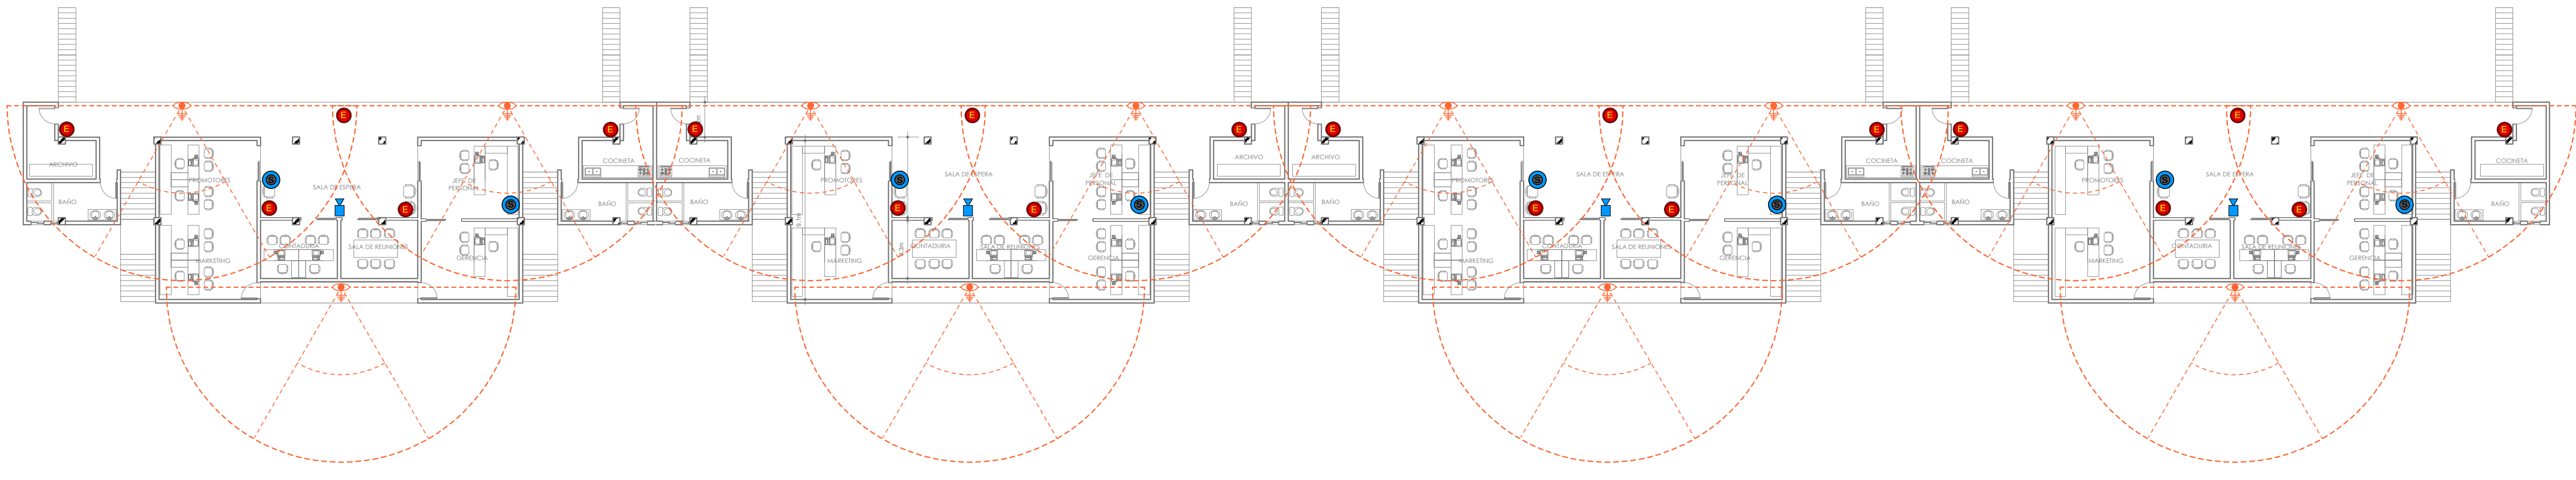 E
E
E
E
E
E
E
E
E
E
E
E
ARCHIVO
PROMOTORES
S
SALA DE ESPERA
JEFE DE
PERSONAL
COCINETA
COCINETA
PROMOTORES
S
SALA DE ESPERA
JEFE DE
PERSONAL
ARCHIVO
ARCHIVO
PROMOTORES
S
SALA DE ESPERA
JEFE DE
PERSONAL
COCINETA
COCINETA
PROMOTORES
S
SALA DE ESPERA
JEFE DE
PERSONAL
COCINETA
BAÑO
E
E
S
BAÑO
BAÑO
E
E
S
BAÑO
BAÑO
E
E
S
BAÑO
BAÑO
E
E
S
BAÑO
MARKETING
CONTADURIA
SALA DE REUNIONES
GERENCIA
MARKETING
CONTADURIA
SALA DE REUNIONES
GERENCIA
MARKETING
CONTADURIA
SALA DE REUNIONES
GERENCIA
MARKETING
CONTADURIA
SALA DE REUNIONES
GERENCIA